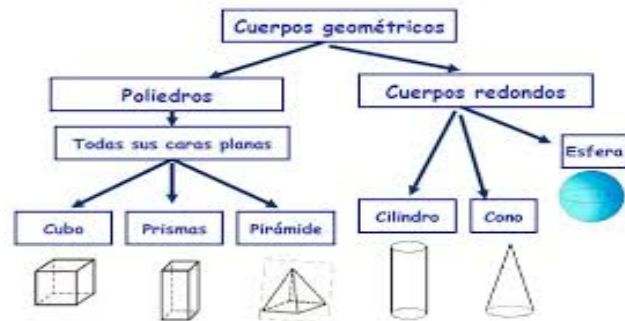 Cuerpos geométricos
Poliedros
Cuerpos redondos
Todas sus caras planas
Esfera
Cubo
Prismas
Pirámide
Cilindro
Cono